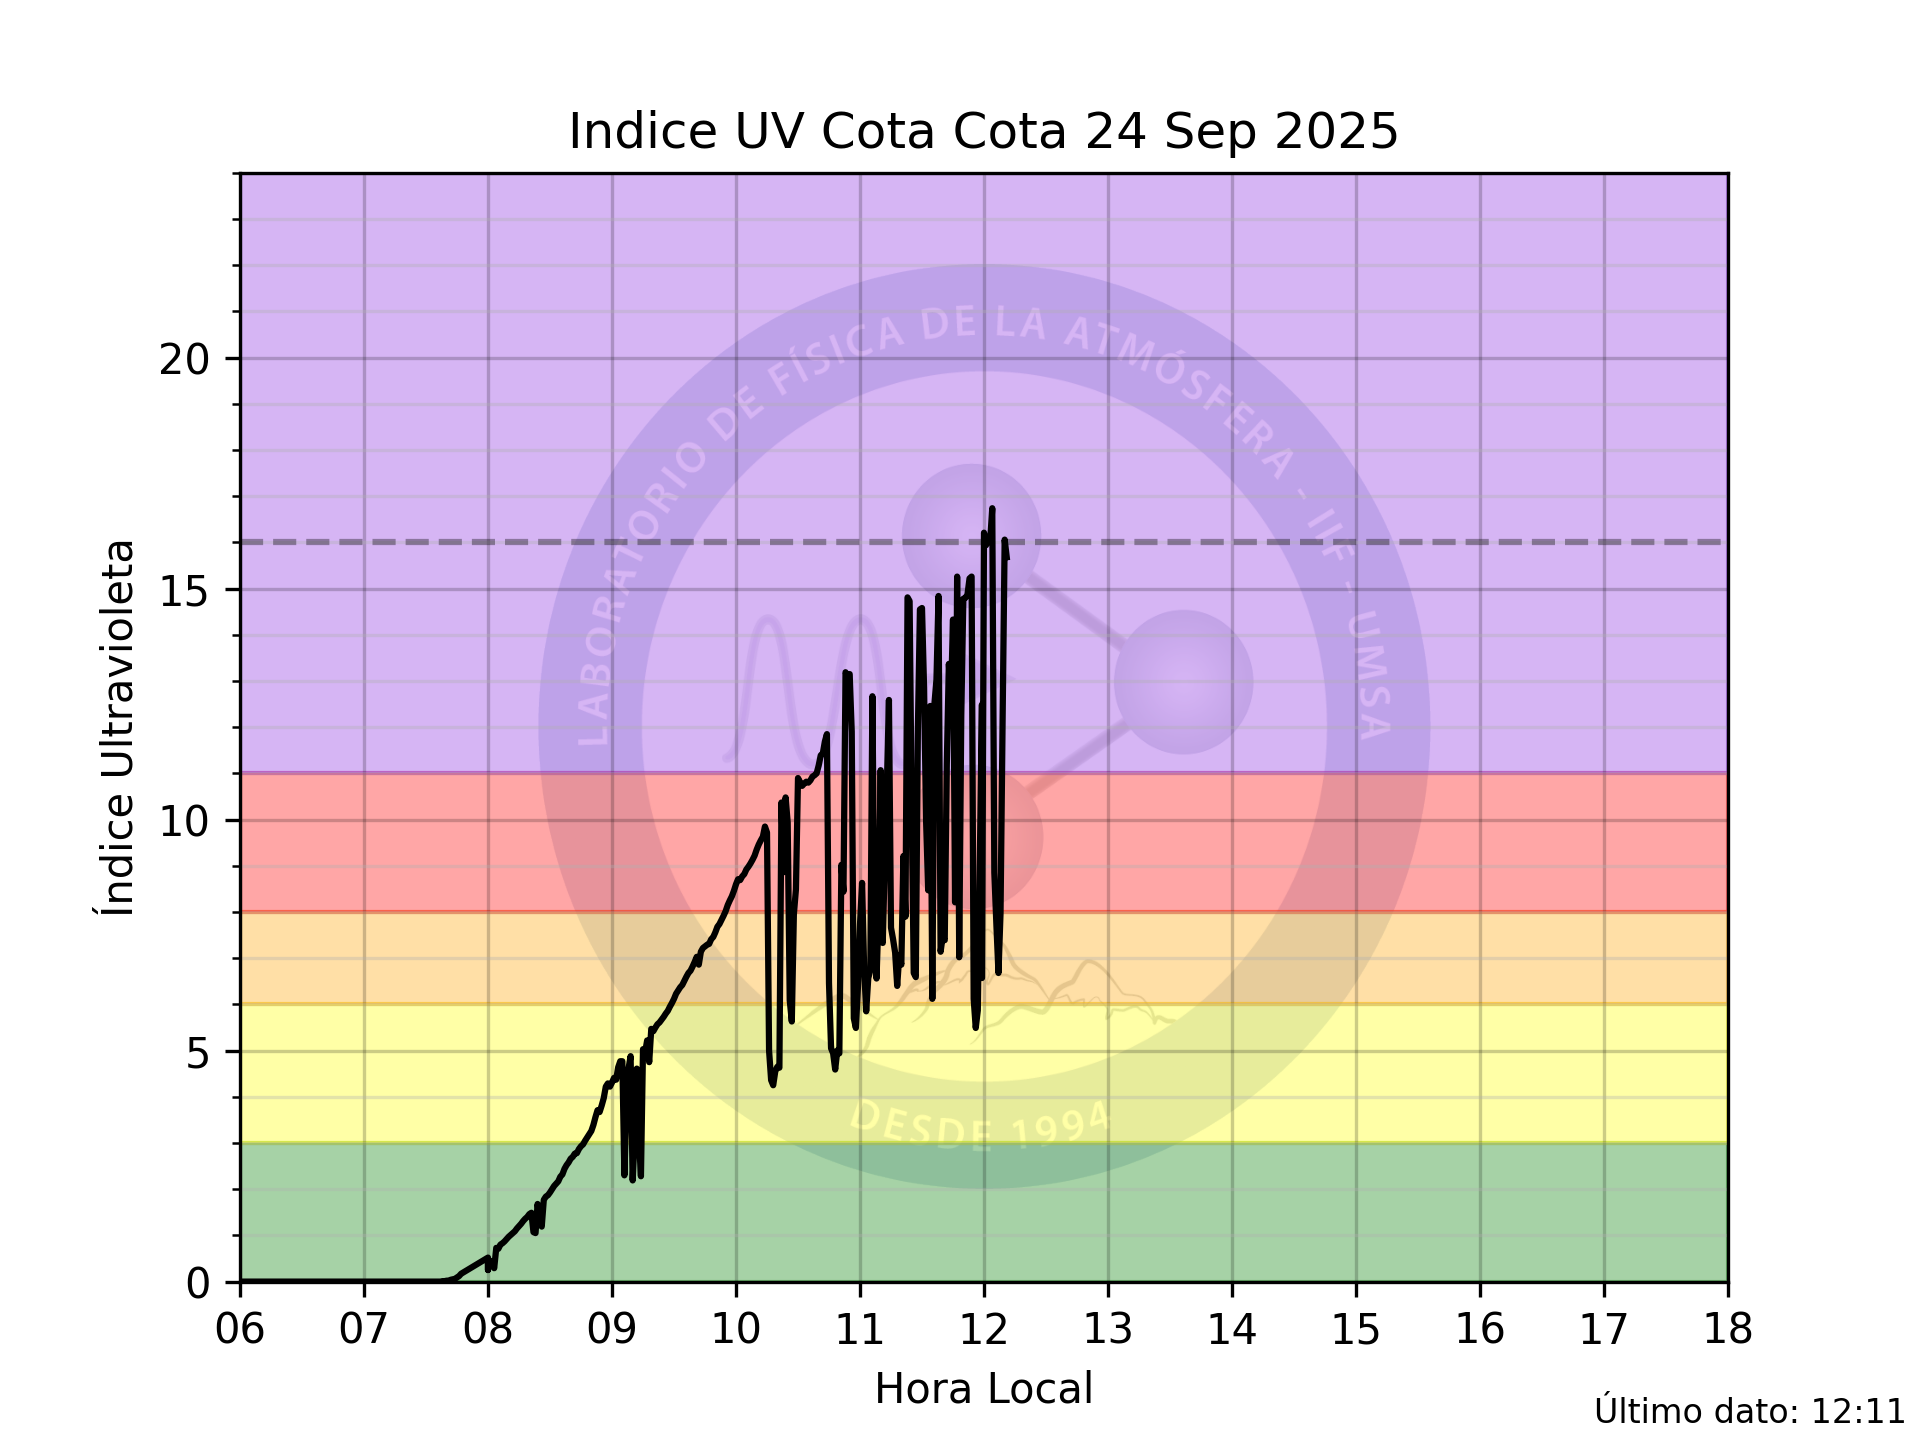 Indice UV Cota Cota 24 Sep 2025
Índice Ultravioleta
20
15
10
5
0
LABORATORIO DE FÍSICA DE LA ATMÓSFERA - IIF - UMSA
DESDE 1994
06 07 08 09 10 11 12 13 14 15 16 17 18
Hora Local
Último dato: 12:11